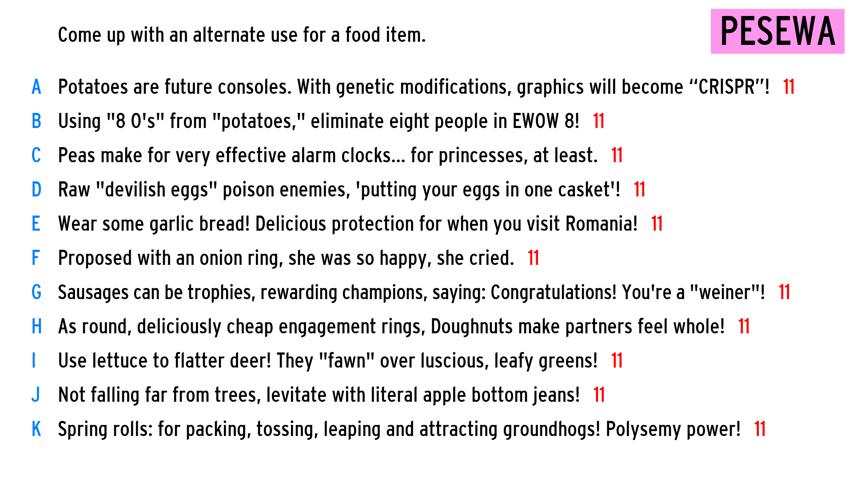 Come up with an alternate use for a food item.
PESEWA
A Potatoes are future consoles. With genetic modifications, graphics will become “CRISPR”! 11
B Using "8 O's" from "potatoes," eliminate eight people in EWOW 8! 11
C Peas make for very effective alarm clocks... for princesses, at least. 11
D Raw "devilish eggs" poison enemies, 'putting your eggs in one casket'! 11
E Wear some garlic bread! Delicious protection for when you visit Romania! 11
F Proposed with an onion ring, she was so happy, she cried. 11
G Sausages can be trophies, rewarding champions, saying: Congratulations! You're a "weiner"! 11
H As round, deliciously cheap engagement rings, Doughnuts make partners feel whole! 11
I Use lettuce to flatter deer! They "fawn" over luscious, leafy greens! 11
J Not falling far from trees, levitate with literal apple bottom jeans! 11
K Spring rolls: for packing, tossing, leaping and attracting groundhogs! Polysemy power! 11